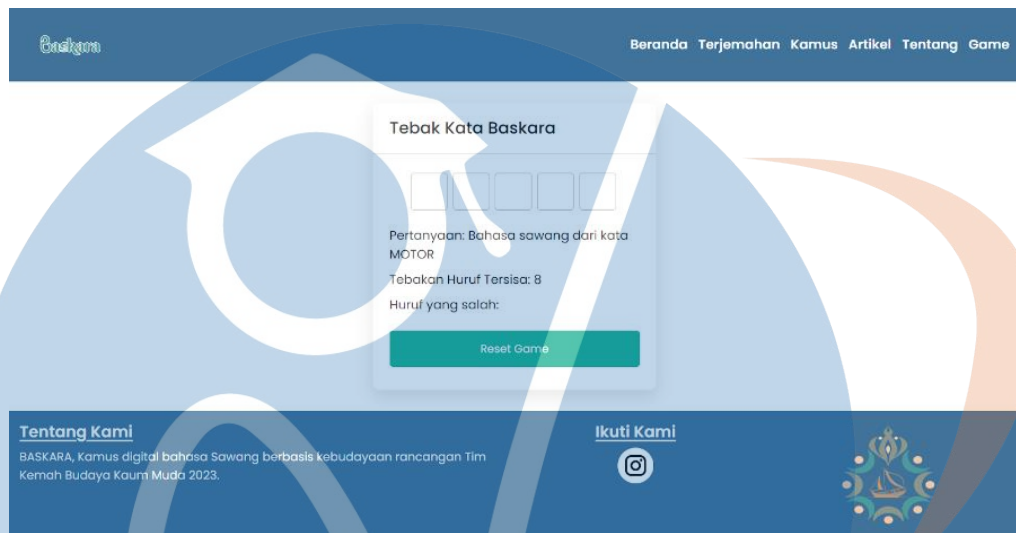 Baskara
Beranda Terjemahan Kamus Artikel Tentang Game
Tebak Kata Baskara
Pertanyaan: Bahasa sawang dari kata
MOTOR
Tebakan Huruf Tersisa: 8
Huruf yang salah:
Reset Game
Tentang Kami
BASKARA, Kamus digital bahasa Sawang berbasis kebudayaan rancangan Tim
Kemah Budaya Kaum Muda 2023.
Ikuti Kami